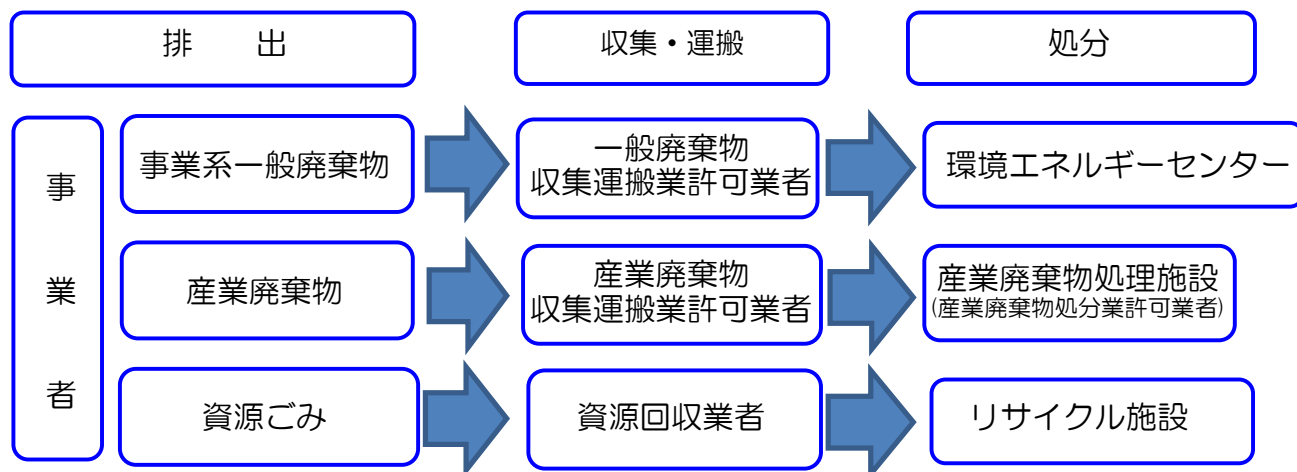 排　　出
収集・運搬
処分
事業者
事業系一般廃棄物
一般廃棄物
収集運搬業許可業者
環境エネルギーセンター
産業廃棄物
産業廃棄物
収集運搬業許可業者
産業廃棄物処理施設
(産業廃棄物処分業許可業者)
資源ごみ
資源回収業者
リサイクル施設